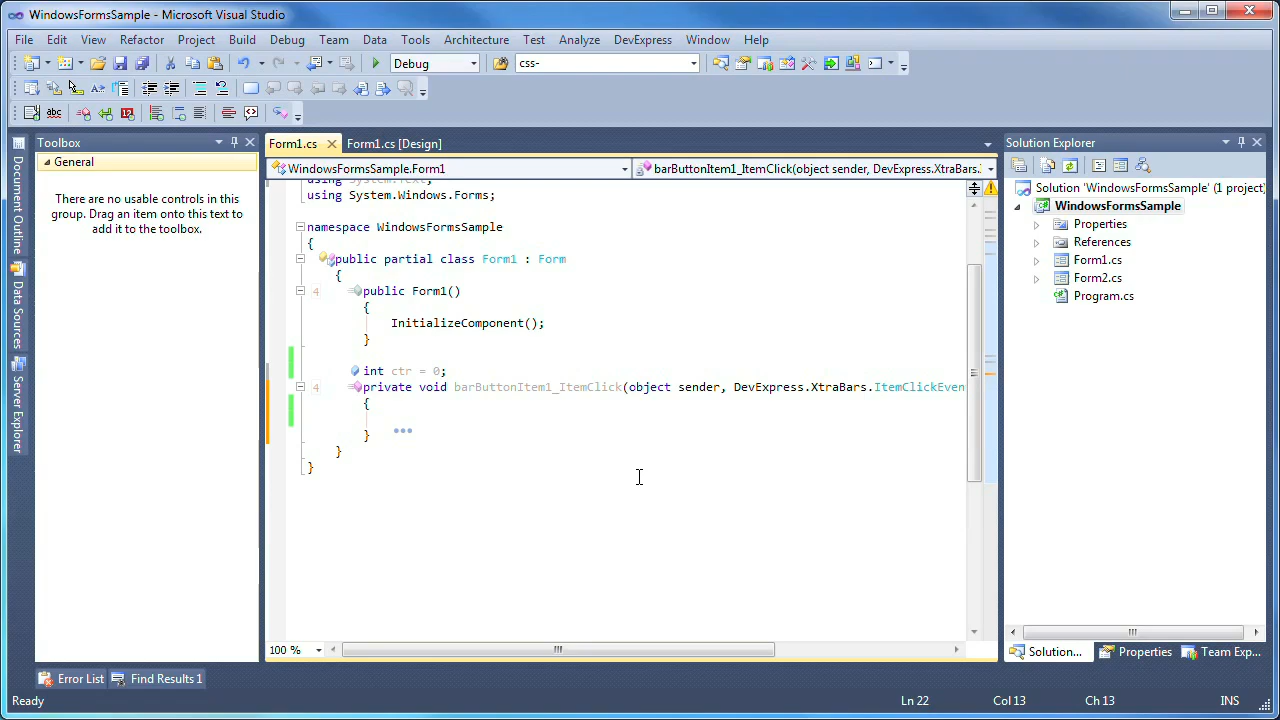 WindowsFormsSample - Microsoft Visual Studio
File Edit View Refactor Project Build Debug Team Data Tools Architecture Test Analyze DevExpress Window Help
Debug css-
Toolbox
General
There are no usable controls in this
group. Drag an item onto this text to
add it to the toolbox.
Document Outline
Data Sources
Server Explorer
Form1.cs Form1.cs [Design]
WindowsFormsSample.Form1 barButtonItem1_ItemClick(object sender, DevExpress.XtraBars.
using System.Text;
using System.Windows.Forms;
namespace WindowsFormsSample
{
public partial class Form1 : Form
{
4 public Form1()
{
InitializeComponent();
}
int ctr = 0;
4 private void barButtonItem1_ItemClick(object sender, DevExpress.XtraBars.ItemClickEven
{
}
}
}
100 %
Solution Explorer
Solution 'WindowsFormsSample' (1 project)
WindowsFormsSample
Properties
References
Form1.cs
Form2.cs
Program.cs
Solution... Properties Team Exp...
Error List Find Results 1
Ready Ln 22 Col 13 Ch 13 INS